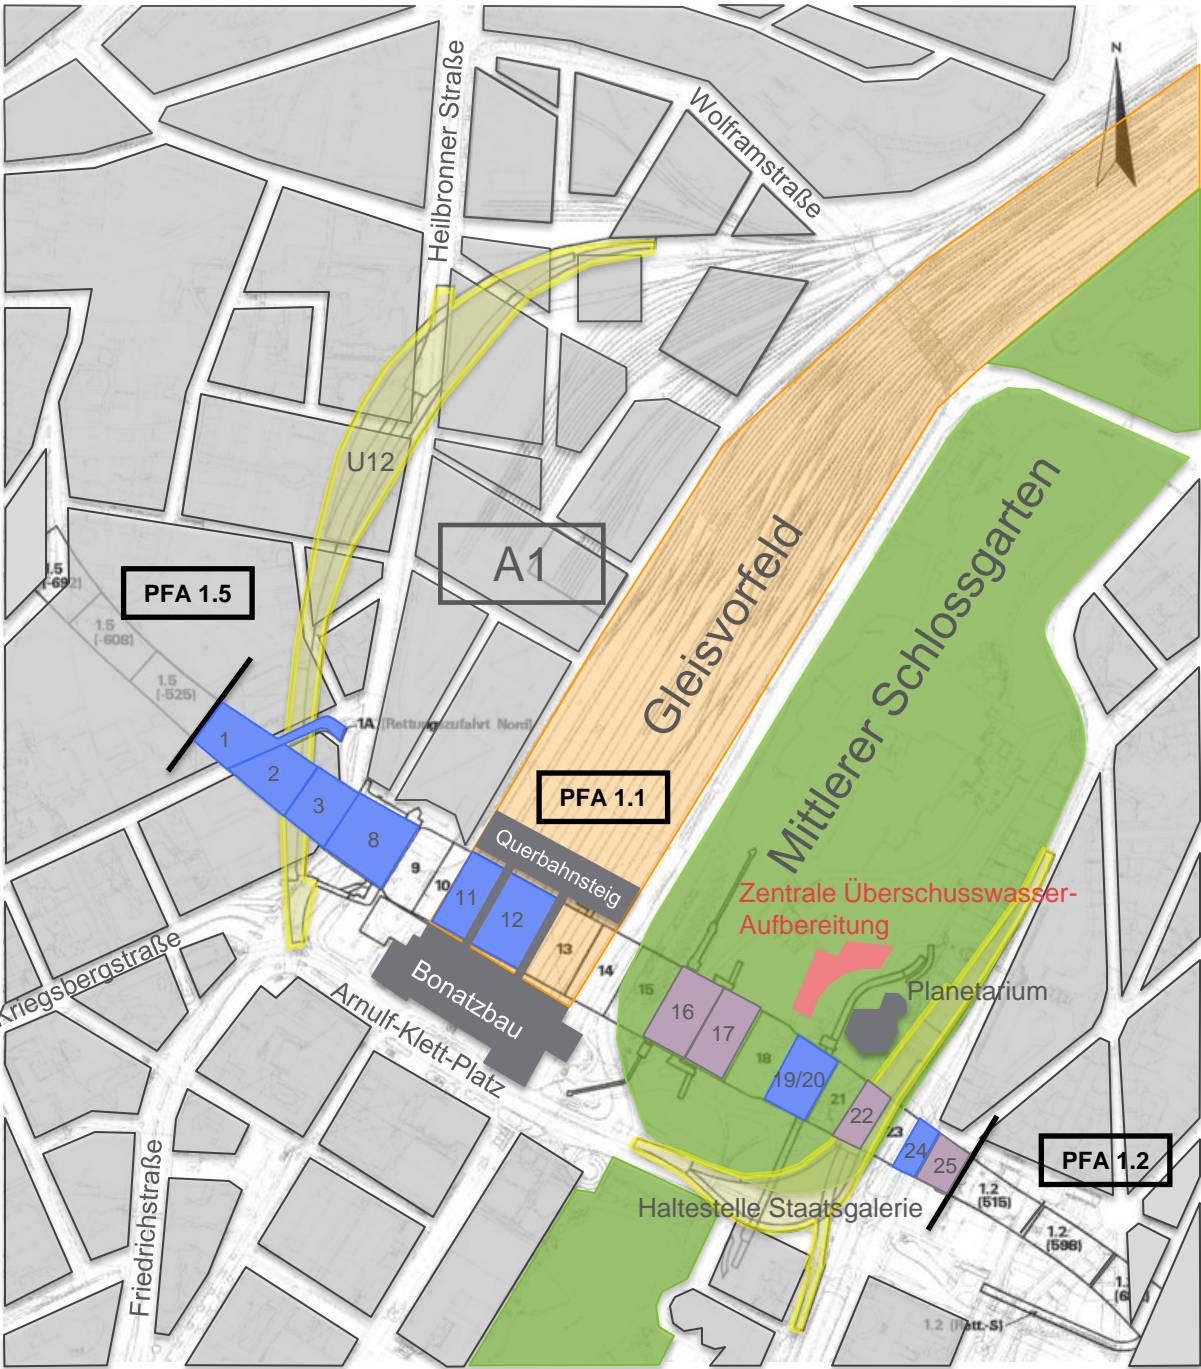 N
Wolframstraße
Heilbronner Straße
U12
A1
Gleisvorfeld
Mittlerer Schlossgarten
1.5
(-692)
PFA 1.5
1.5
(-608)
1.5
(-525)
1A (Rettungszufahrt Nord)
1
2
3
8
9
10
11
12
13
14
15
16
17
18
19/20
21
22
23
24
25
PFA 1.1
Querbahnsteig
Zentrale Überschusswasser-
Aufbereitung
Planetarium
Bonatzbau
Kriegsbergstraße
Arnulf-Klett-Platz
Friedrichstraße
Haltestelle Staatsgalerie
PFA 1.2
1.2
(515)
1.2
(598)
1.2 (Rett.-S)